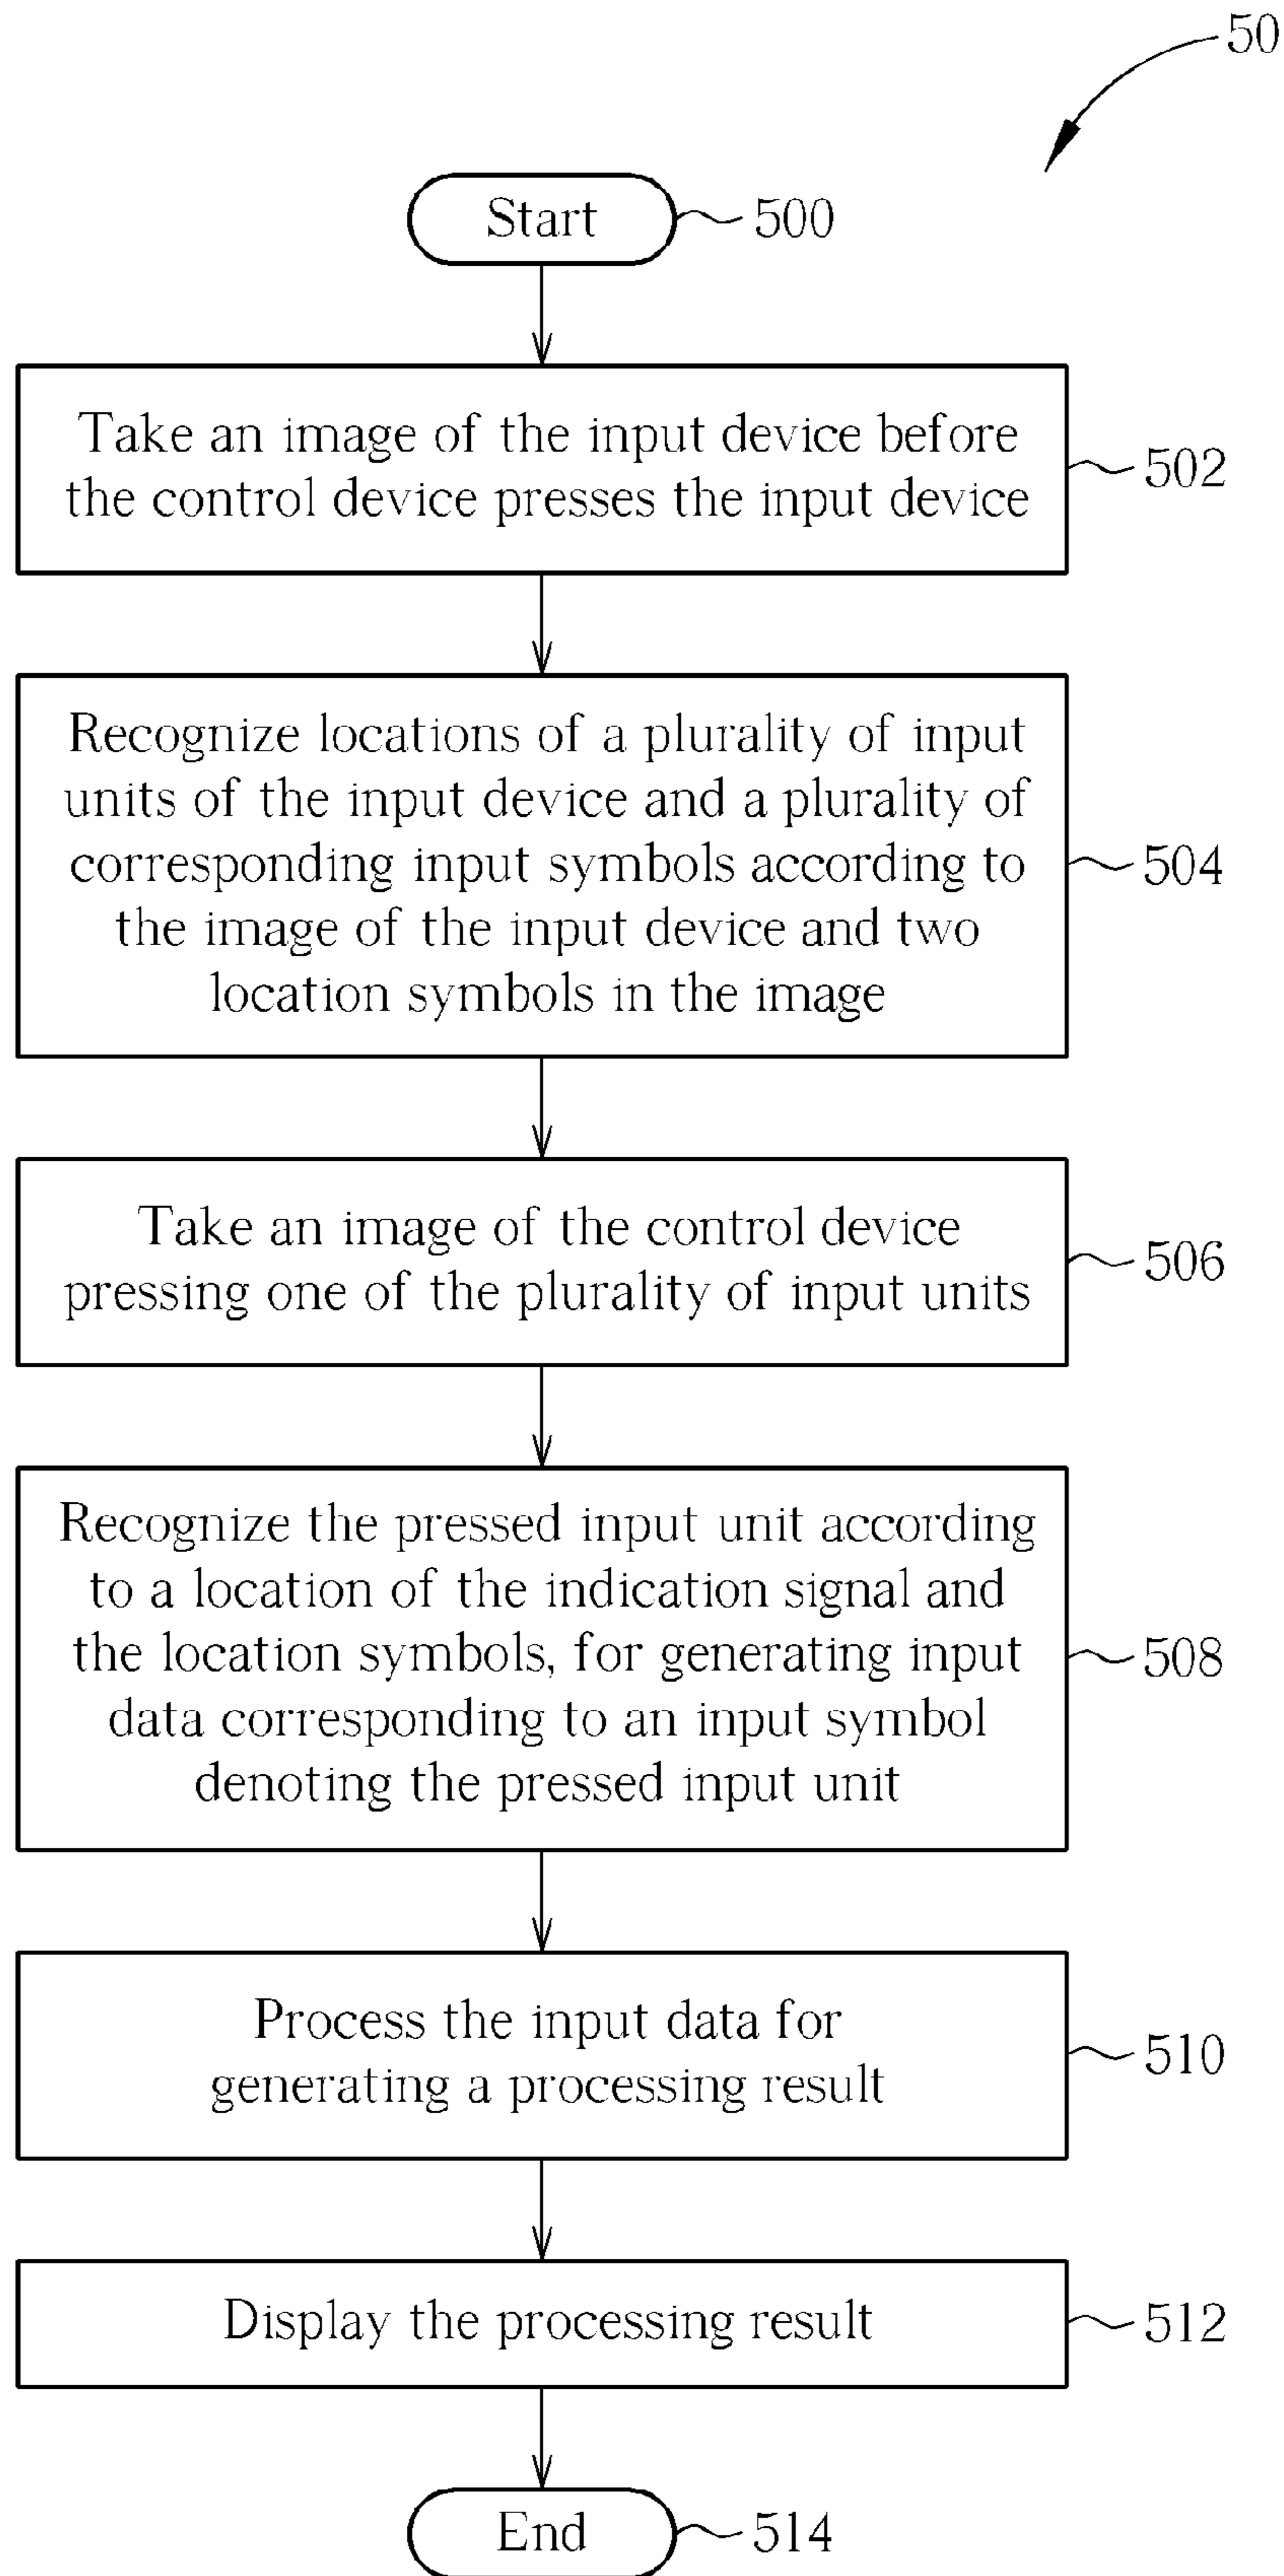 50
Start
500
Take an image of the input device before
the control device presses the input device
502
Recognize locations of a plurality of input
units of the input device and a plurality of
corresponding input symbols according to
the image of the input device and two
location symbols in the image
504
Take an image of the control device
pressing one of the plurality of input units
506
Recognize the pressed input unit according
to a location of the indication signal and
the location symbols, for generating input
data corresponding to an input symbol
denoting the pressed input unit
508
Process the input data for
generating a processing result
510
Display the processing result
512
End
514